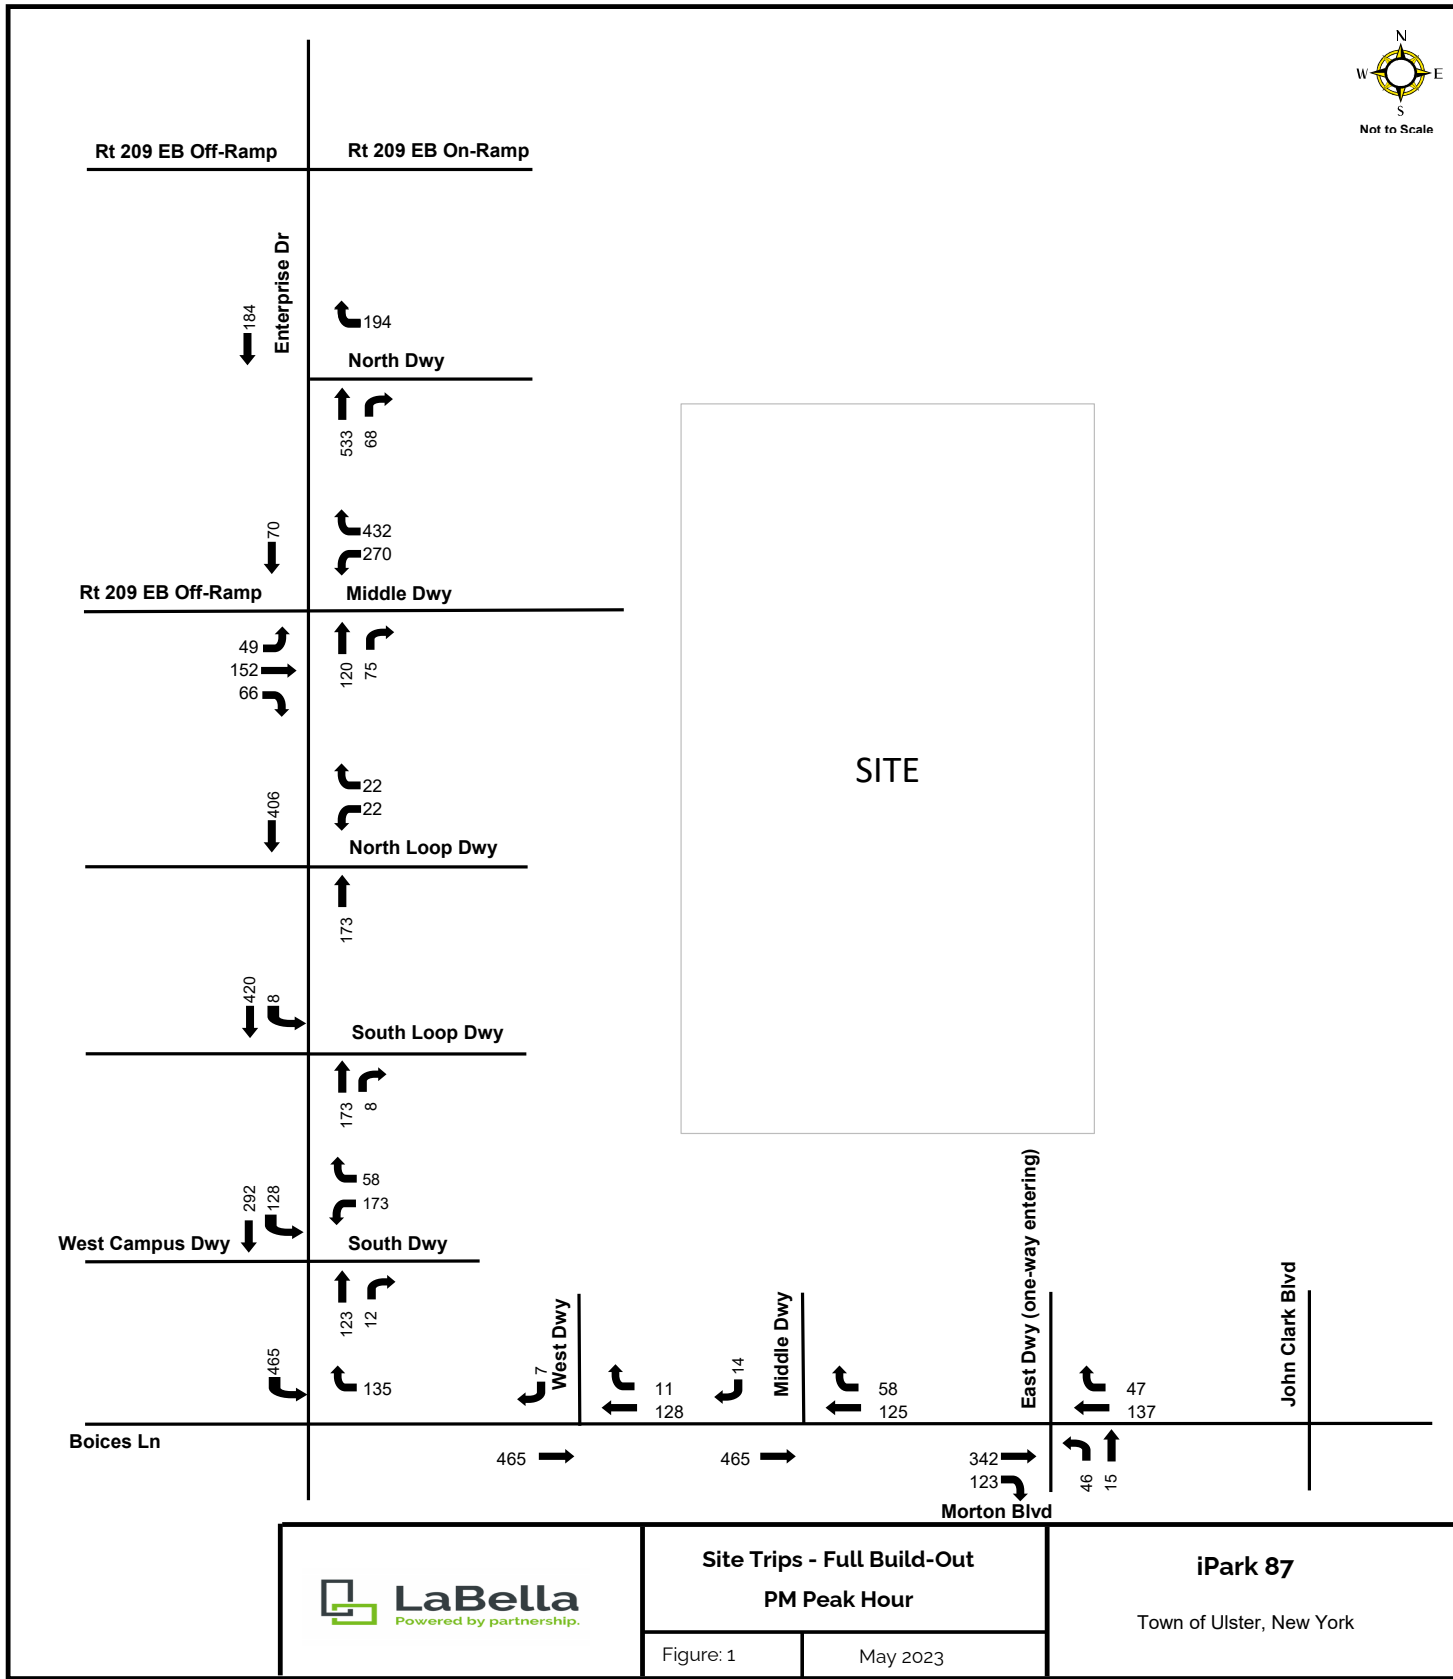 N
W E
S
Not to Scale
Rt 209 EB Off-Ramp
Rt 209 EB On-Ramp
Enterprise Dr
184
194
North Dwy
533
68
70
432
270
Rt 209 EB Off-Ramp
Middle Dwy
49
152
66
120
75
SITE
406
22
22
North Loop Dwy
173
420
8
South Loop Dwy
173
8
292
128
58
173
West Campus Dwy
South Dwy
123
12
465
135
7
West Dwy
11
128
14
Middle Dwy
58
125
East Dwy (one-way entering)
47
137
John Clark Blvd
Boices Ln
465
465
342
123
46
15
Morton Blvd
LaBella
Powered by partnership.
Site Trips - Full Build-Out
PM Peak Hour
Figure: 1
May 2023
iPark 87
Town of Ulster, New York